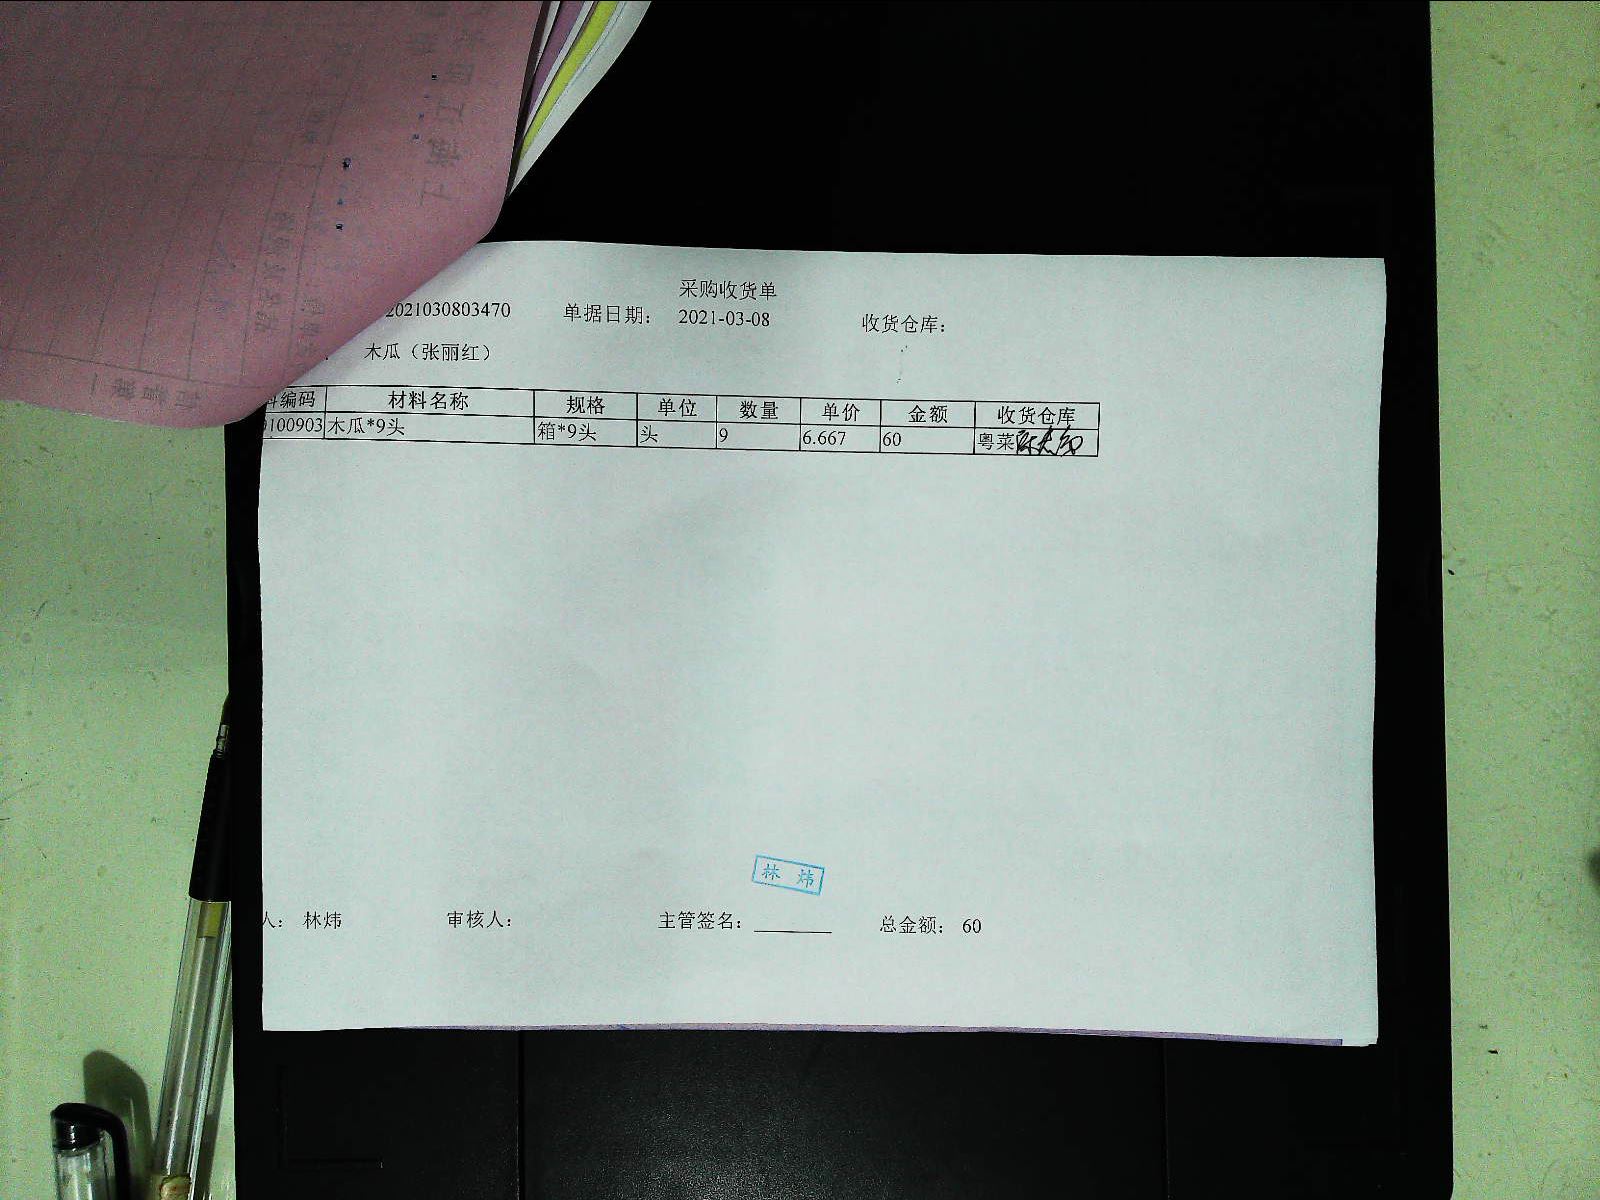 采购收货单
2021030803470 单据日期： 2021-03-08 收货仓库：
木瓜（张丽红）
料编码 材料名称 规格 单位 数量 单价 金额 收货仓库
0100903 木瓜*9头 箱*9头 头 9 6.667 60 粤菜
林 炜
人： 林炜 审核人： 主管签名： 总金额： 60